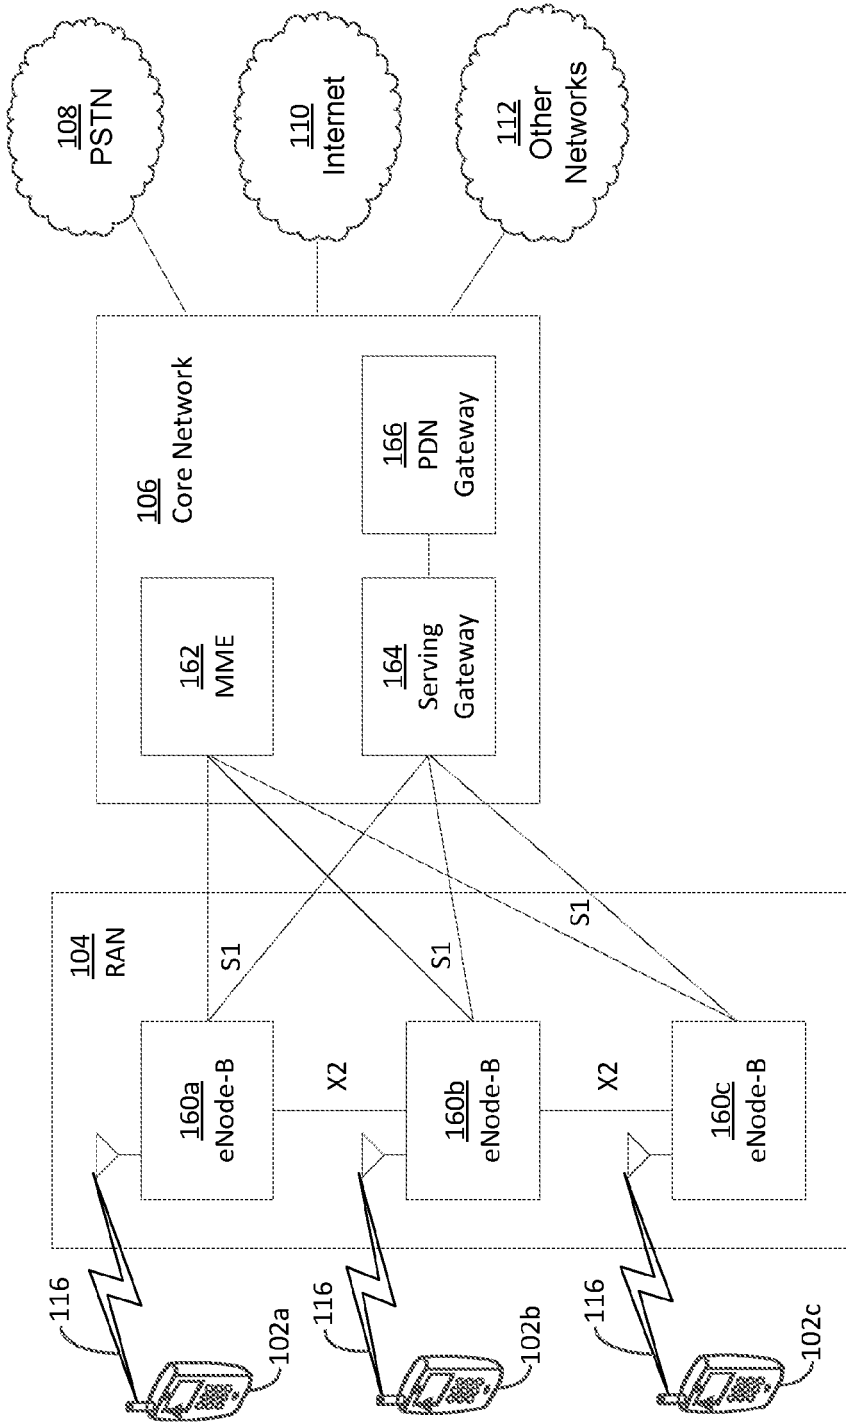 116
102a
104
RAN
160a
eNode-B
S1
162
MME
106
Core Network
108
PSTN
X2
116
102b
160b
eNode-B
S1
164
Serving
Gateway
166
PDN
Gateway
110
Internet
X2
116
102c
160c
eNode-B
S1
112
Other
Networks